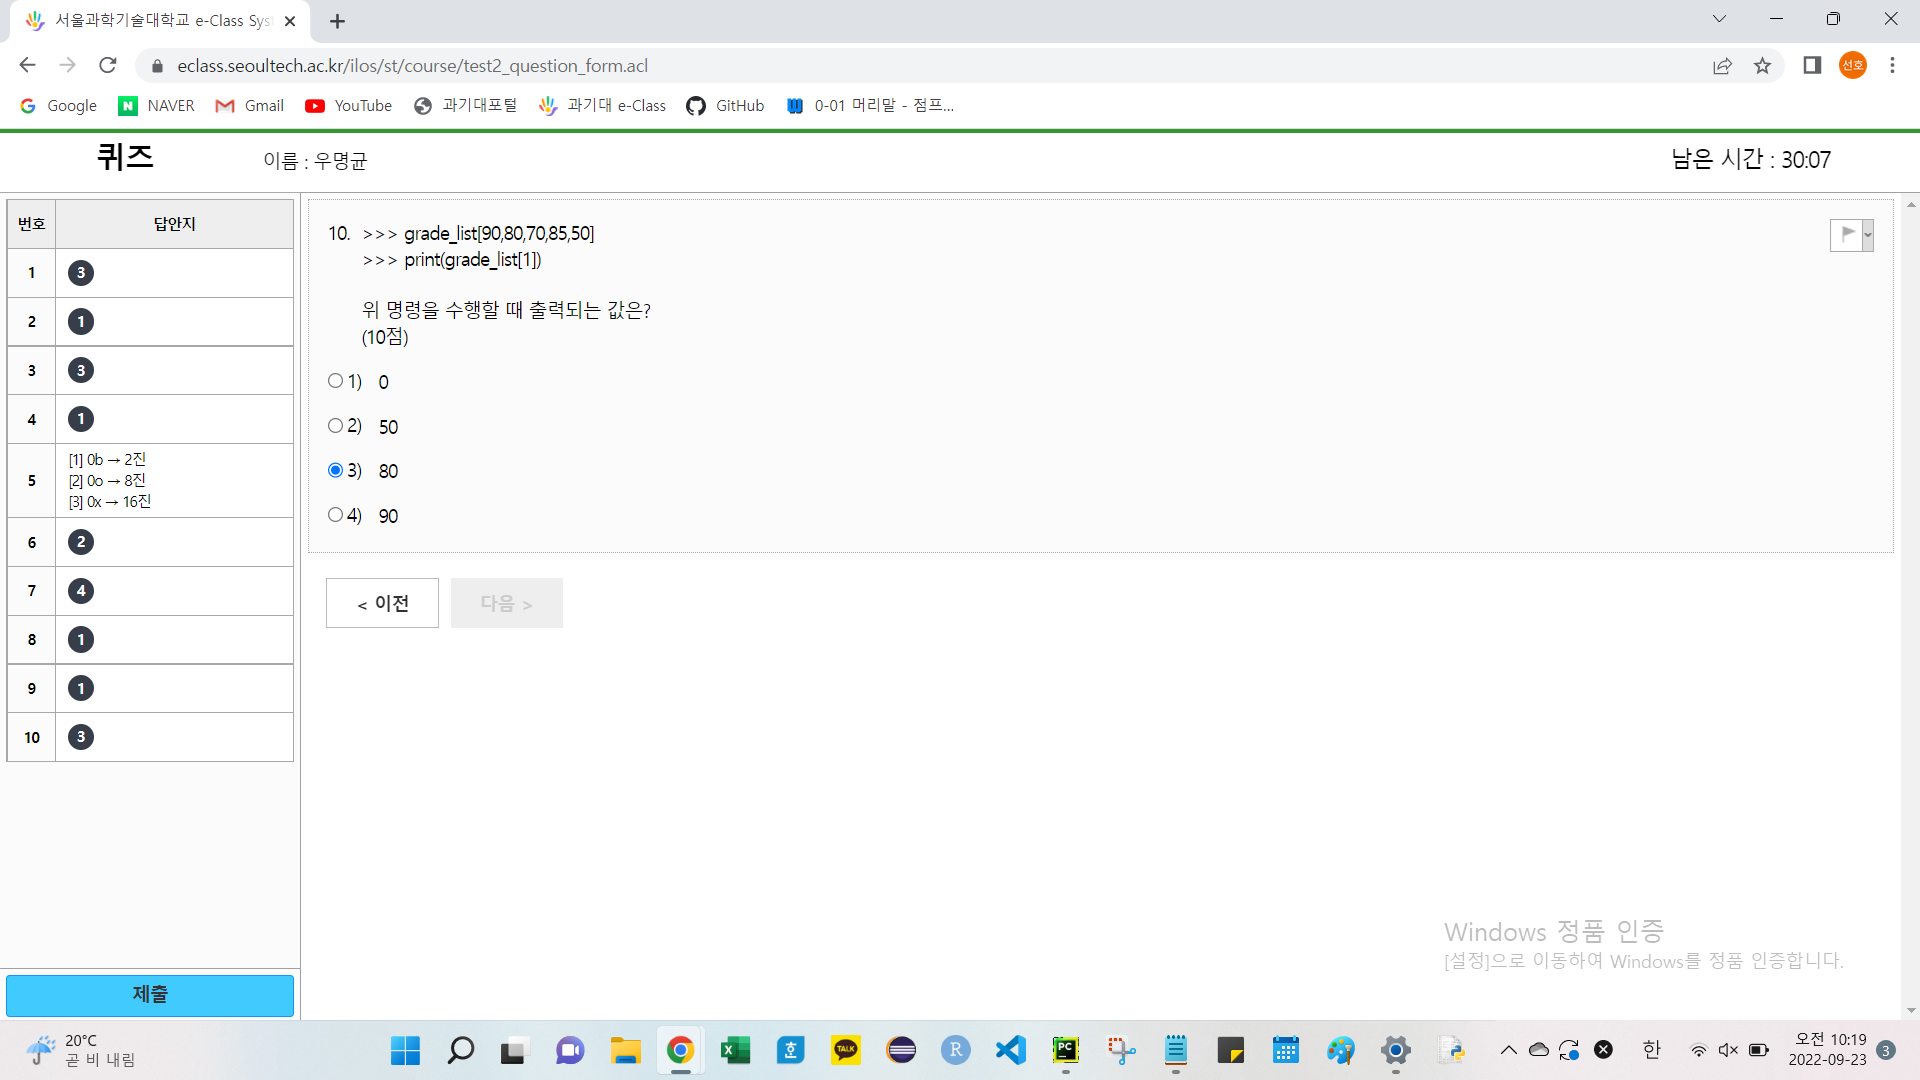 서울과학기술대학교 e-Class Sys
eclass.seoultech.ac.kr/ilos/st/course/test2_question_form.acl
선호
Google
NAVER
Gmail
YouTube
과기대포털
과기대 e-Class
GitHub
0-01 머리말 - 점프...
퀴즈
이름 : 우명균
남은 시간 : 30:07
번호 답안지
1 3
2 1
3 3
4 1
5 [1] 0b → 2진
[2] 0o → 8진
[3] 0x → 16진
6 2
7 4
8 1
9 1
10 3
제출
10. >>> grade_list[90,80,70,85,50]
>>> print(grade_list[1])
위 명령을 수행할 때 출력되는 값은?
(10점)
1) 0
2) 50
3) 80
4) 90
< 이전
다음 >
Windows 정품 인증
[설정]으로 이동하여 Windows를 정품 인증합니다.
20°C
곧 비 내림
TALK
R
PC
한
오전 10:19
2022-09-23
3